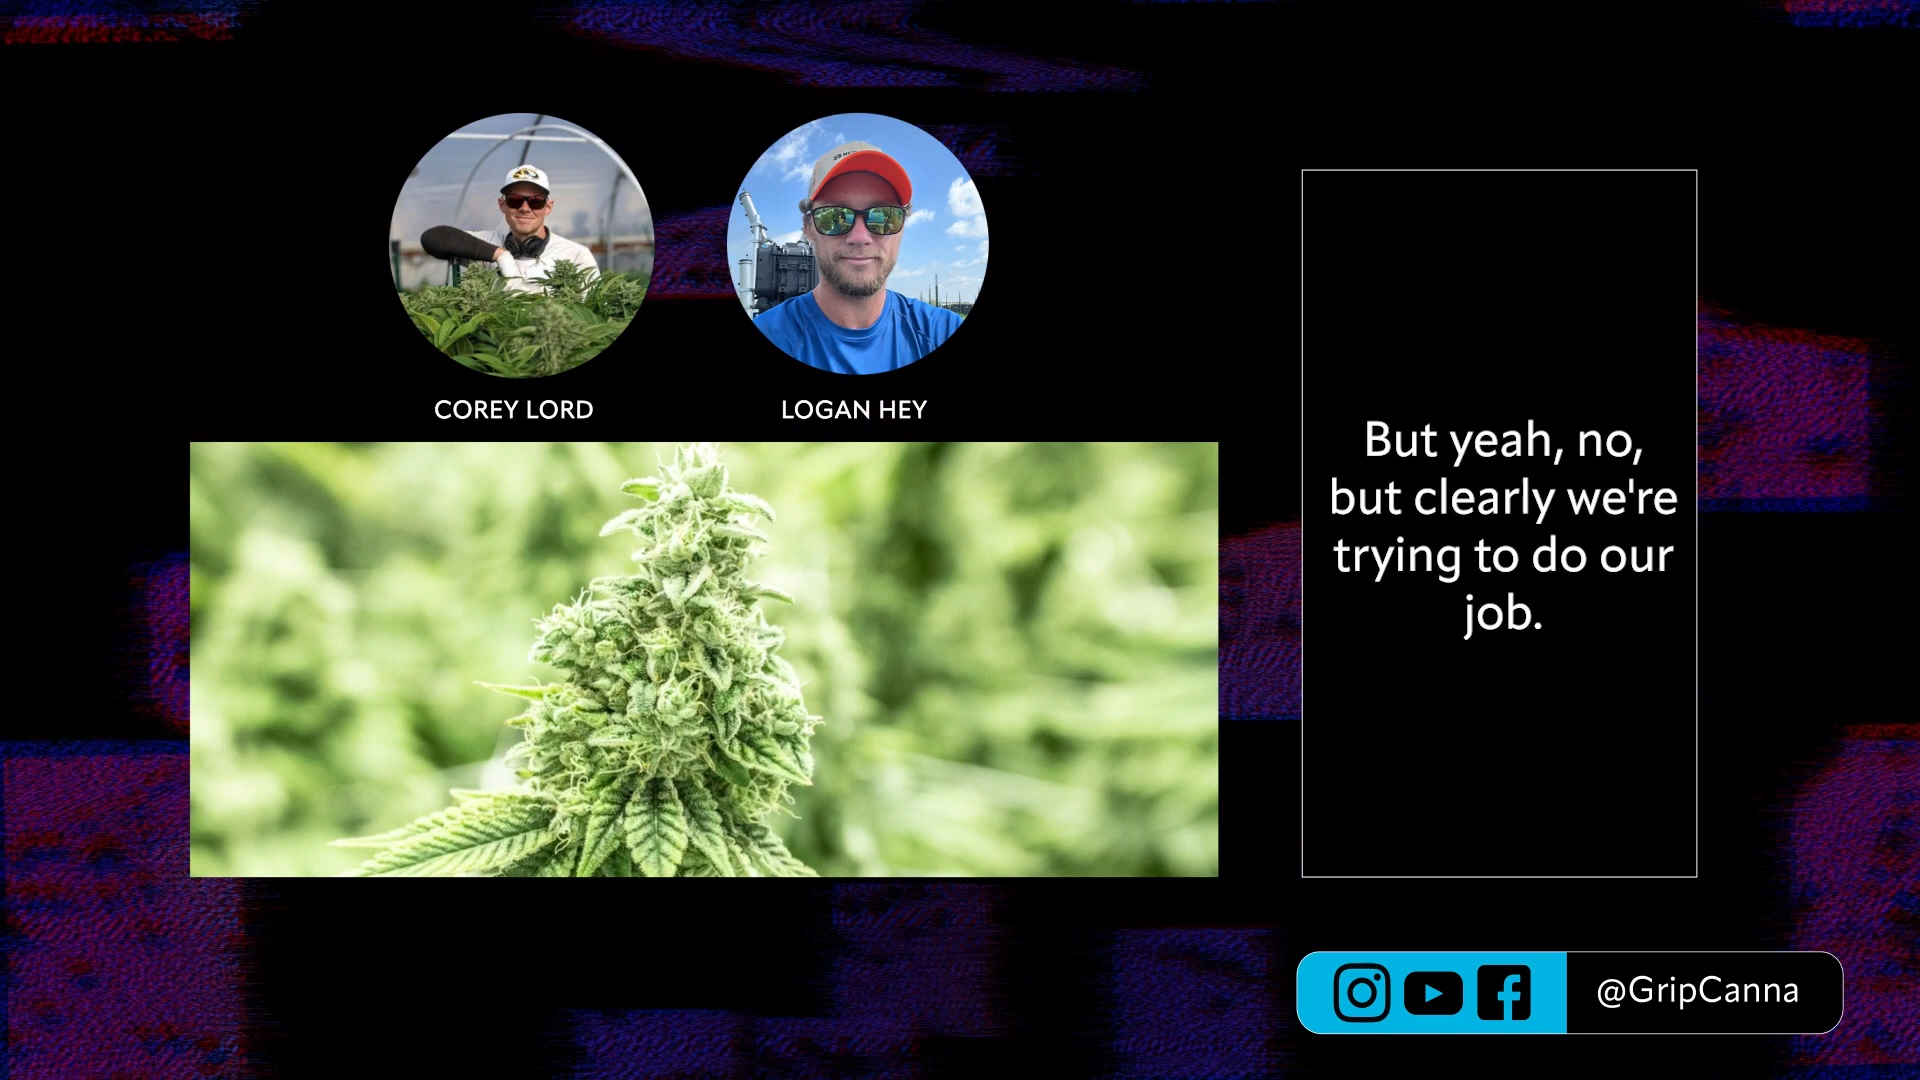 COREY LORD
LOGAN HEY
But yeah, no,
but clearly we're
trying to do our
job.
@GripCanna